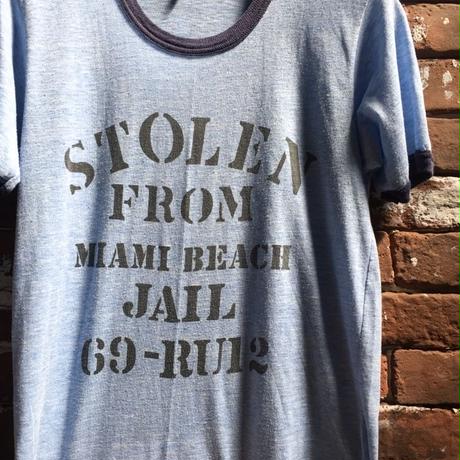 STOLEN
FROM
MIAMI BEACH
JAIL
69-RU12